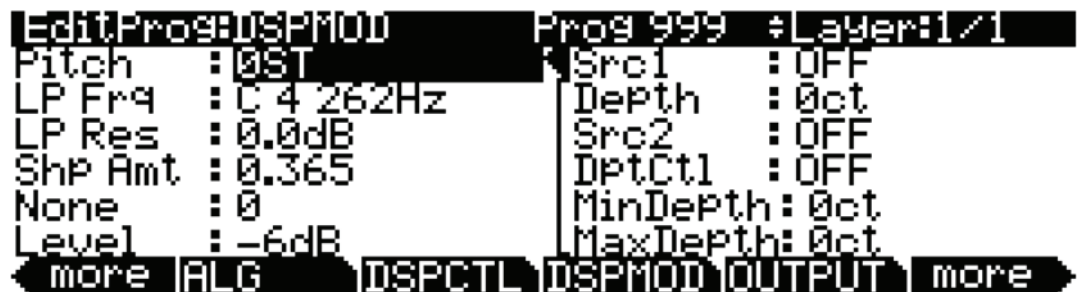 EditProg:DSPMOD Prog 999 Layer:1/1
Pitch :0ST Src1 :OFF
LP Frq :C 4 262Hz Depth :0ct
LP Res :0.0dB Src2 :OFF
Shp Amt :0.365 DptCtl :OFF
None :0 MinDepth:0ct
Level :-6dB MaxDepth:0ct
more ALG DSPCTL DSPMOD OUTPUT more